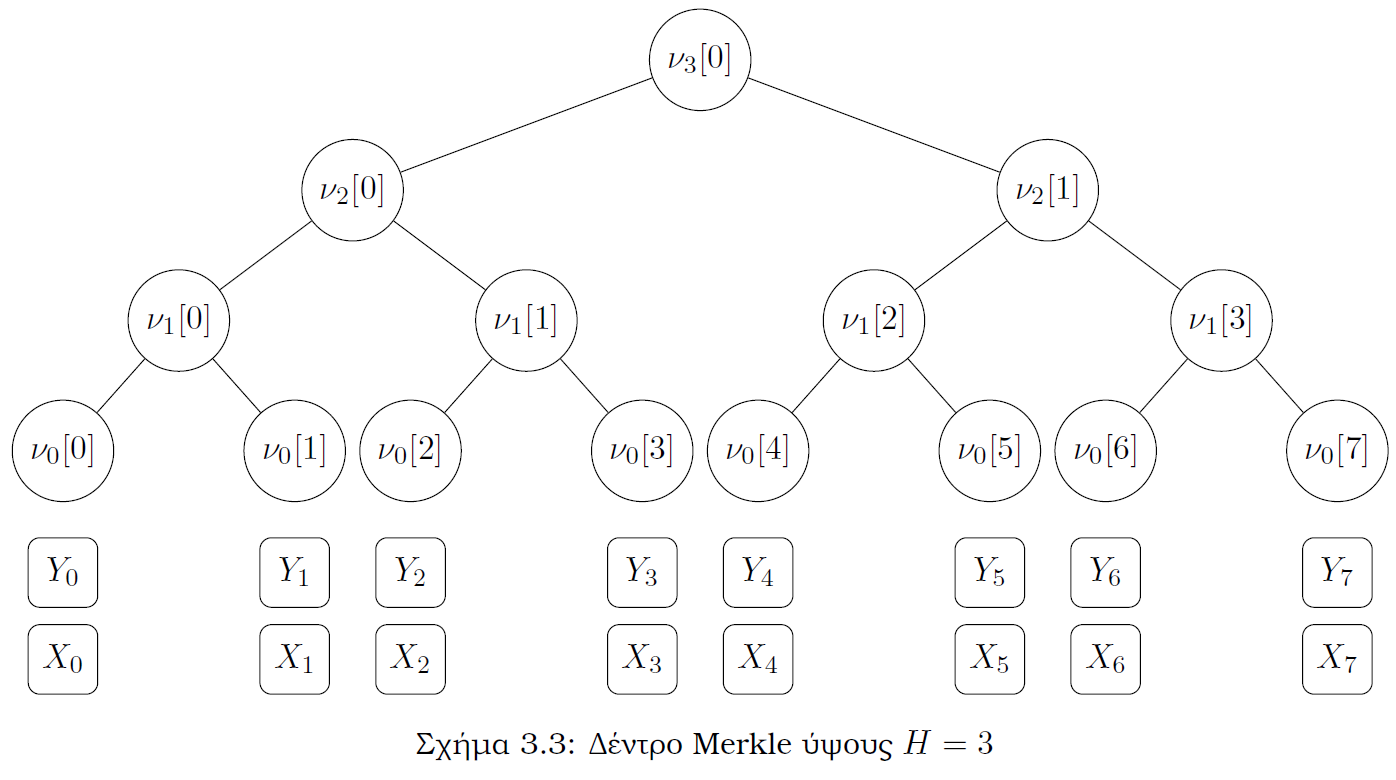 ν₃[0]
ν₂[0] ν₂[1]
ν₁[0] ν₁[1] ν₁[2] ν₁[3]
ν₀[0] ν₀[1] ν₀[2] ν₀[3] ν₀[4] ν₀[5] ν₀[6] ν₀[7]
Y₀ Y₁ Y₂ Y₃ Y₄ Y₅ Y₆ Y₇
X₀ X₁ X₂ X₃ X₄ X₅ X₆ X₇
Σχήμα 3.3: Δέντρο Merkle ύψους H = 3